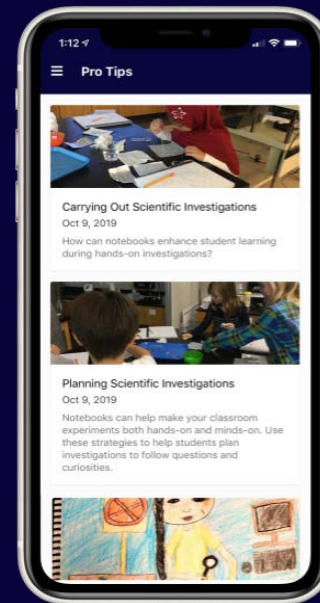 1:12
Pro Tips
Carrying Out Scientific Investigations
Oct 9, 2019
How can notebooks enhance student learning
during hands-on investigations?
Planning Scientific Investigations
Oct 9, 2019
Notebooks can help make your classroom
experiments both hands-on and minds-on. Use
these strategies to help students plan
investigations to follow questions and
curiosities.